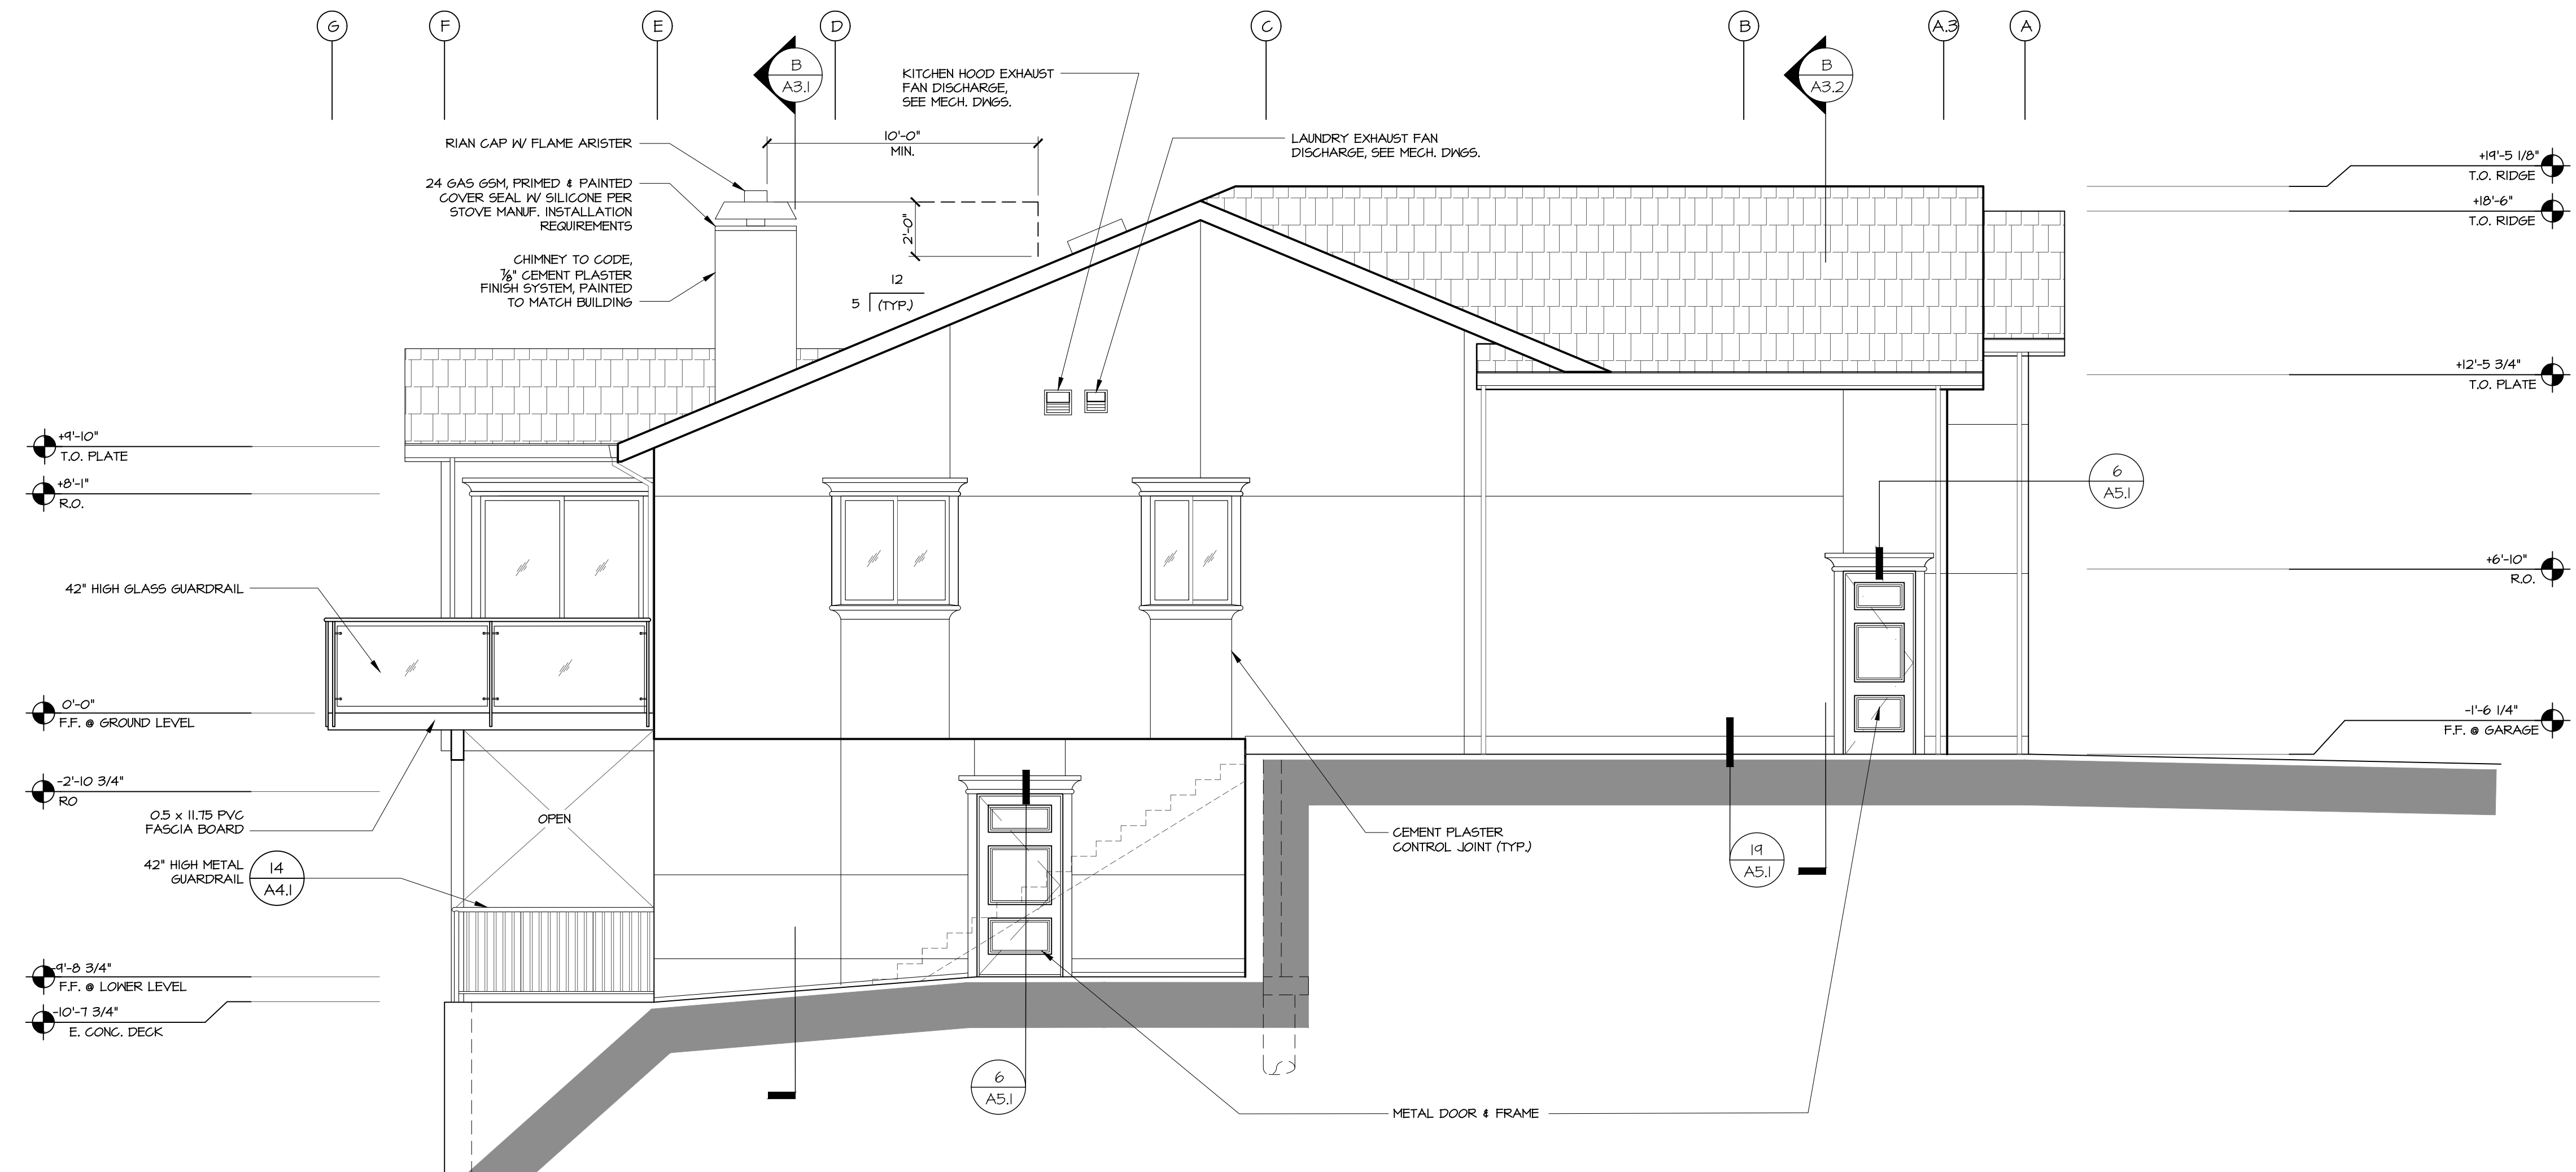 G
F
E
D
C
B
A.3
A
B
A3.1
B
A3.2
KITCHEN HOOD EXHAUST
FAN DISCHARGE,
SEE MECH. DWGS.
10'-0"
MIN.
LAUNDRY EXHAUST FAN
DISCHARGE, SEE MECH. DWGS.
RIAN CAP W/ FLAME ARISTER
24 GAS GSM, PRIMED & PAINTED
COVER SEAL W/ SILICONE PER
STOVE MANUF. INSTALLATION
REQUIREMENTS
2'-0"
CHIMNEY TO CODE,
7/8" CEMENT PLASTER
FINISH SYSTEM, PAINTED
TO MATCH BUILDING
12
5
(TYP.)
+19'-5 1/8"
T.O. RIDGE
+18'-6"
T.O. RIDGE
+12'-5 3/4"
T.O. PLATE
+9'-10"
T.O. PLATE
+8'-1"
R.O.
6
A5.1
+6'-10"
R.O.
42" HIGH GLASS GUARDRAIL
0'-0"
F.F. @ GROUND LEVEL
-1'-6 1/4"
F.F. @ GARAGE
-2'-10 3/4"
RO
0.5 x 11.75 PVC
FASCIA BOARD
OPEN
CEMENT PLASTER
CONTROL JOINT (TYP.)
19
A5.1
42" HIGH METAL
GUARDRAIL
14
A4.1
-9'-8 3/4"
F.F. @ LOWER LEVEL
-10'-7 3/4"
E. CONC. DECK
6
A5.1
METAL DOOR & FRAME